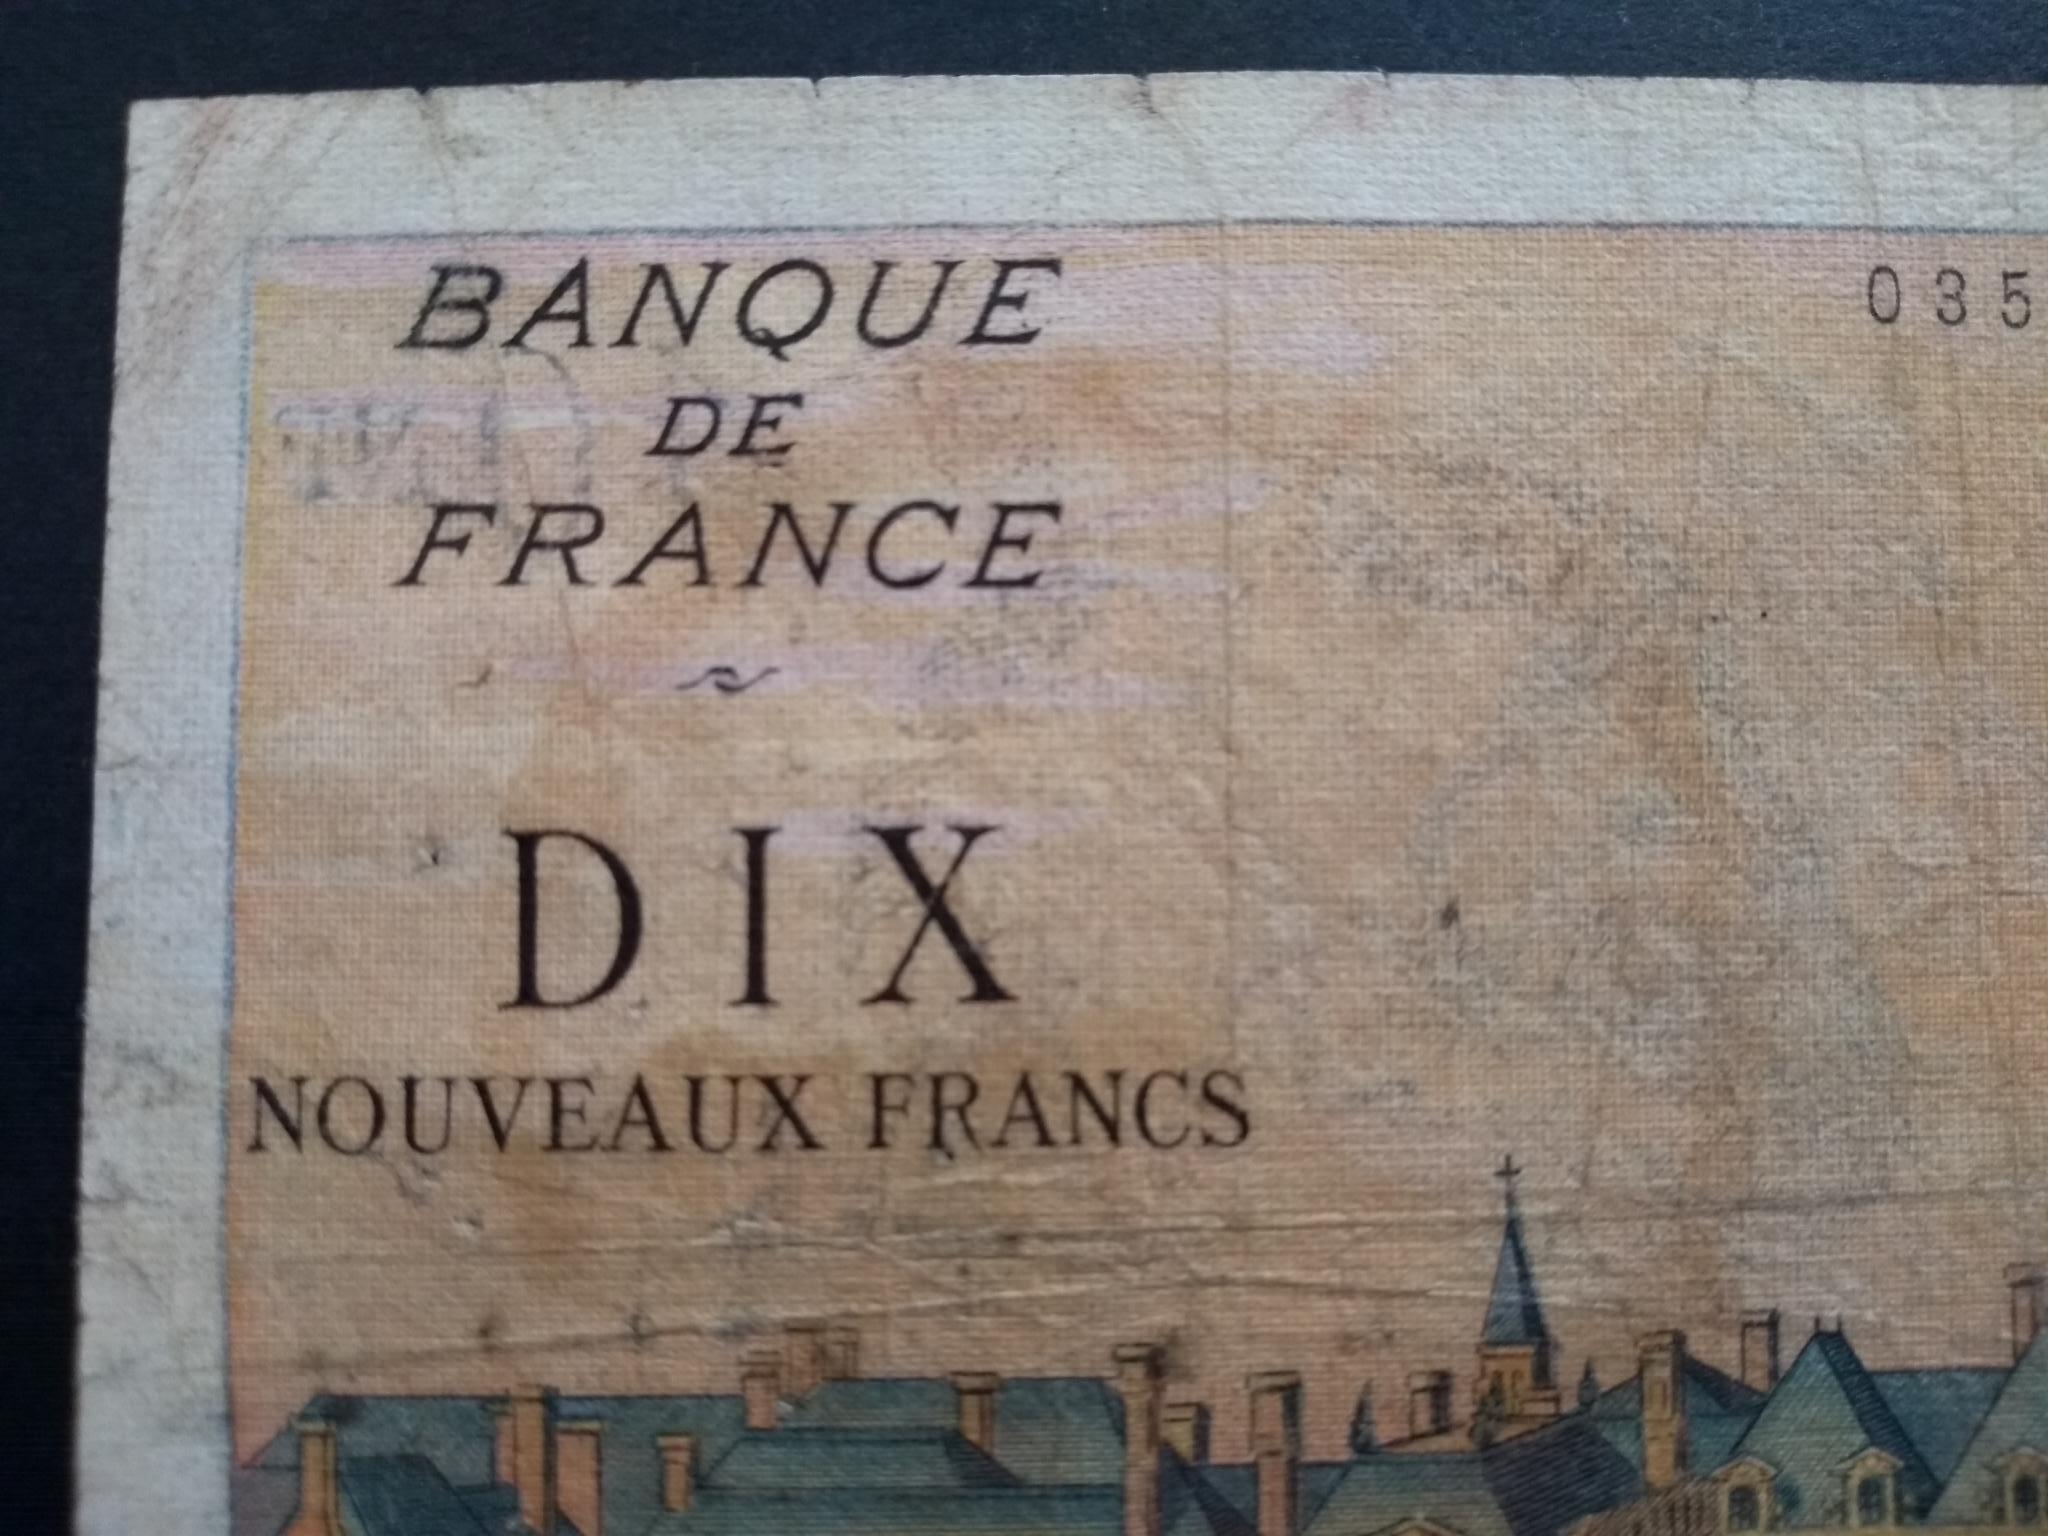 BANQUE
DE
FRANCE
DIX
NOUVEAUX FRANCS
035